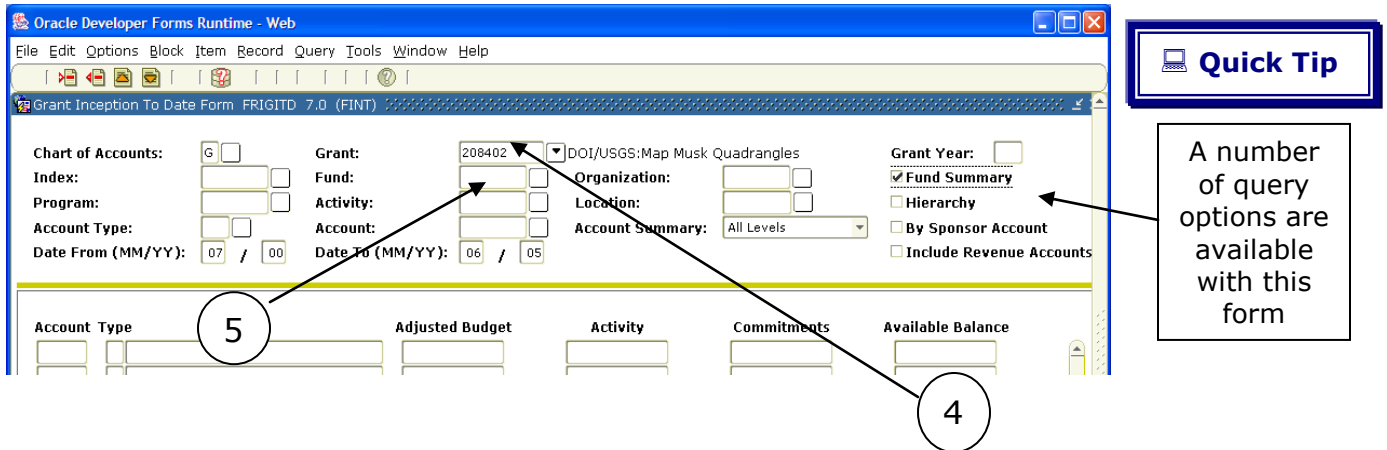 Oracle Developer Forms Runtime - Web
File Edit Options Block Item Record Query Tools Window Help
Grant Inception To Date Form FRIGITD 7.0 (FINT)
Chart of Accounts: G Grant: 208402 DOI/USGS:Map Musk Quadrangles Grant Year:
Index: Fund: Organization: Fund Summary
Program: Activity: Location: Hierarchy
Account Type: Account: Account Summary: All Levels By Sponsor Account
Date From (MM/YY): 07 / 00 Date To (MM/YY): 06 / 05 Include Revenue Accounts
Account Type Adjusted Budget Activity Commitments Available Balance
5
4
Quick Tip
A number
of query
options are
available
with this
form